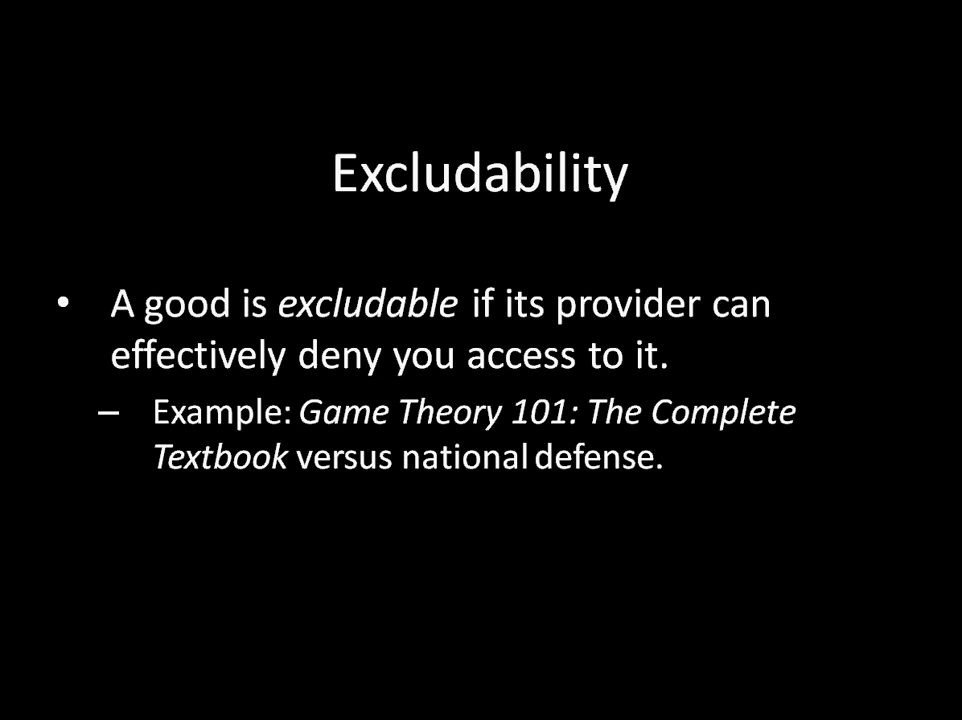 Excludability
• A good is excludable if its provider can
effectively deny you access to it.
– Example: Game Theory 101: The Complete
Textbook versus national defense.